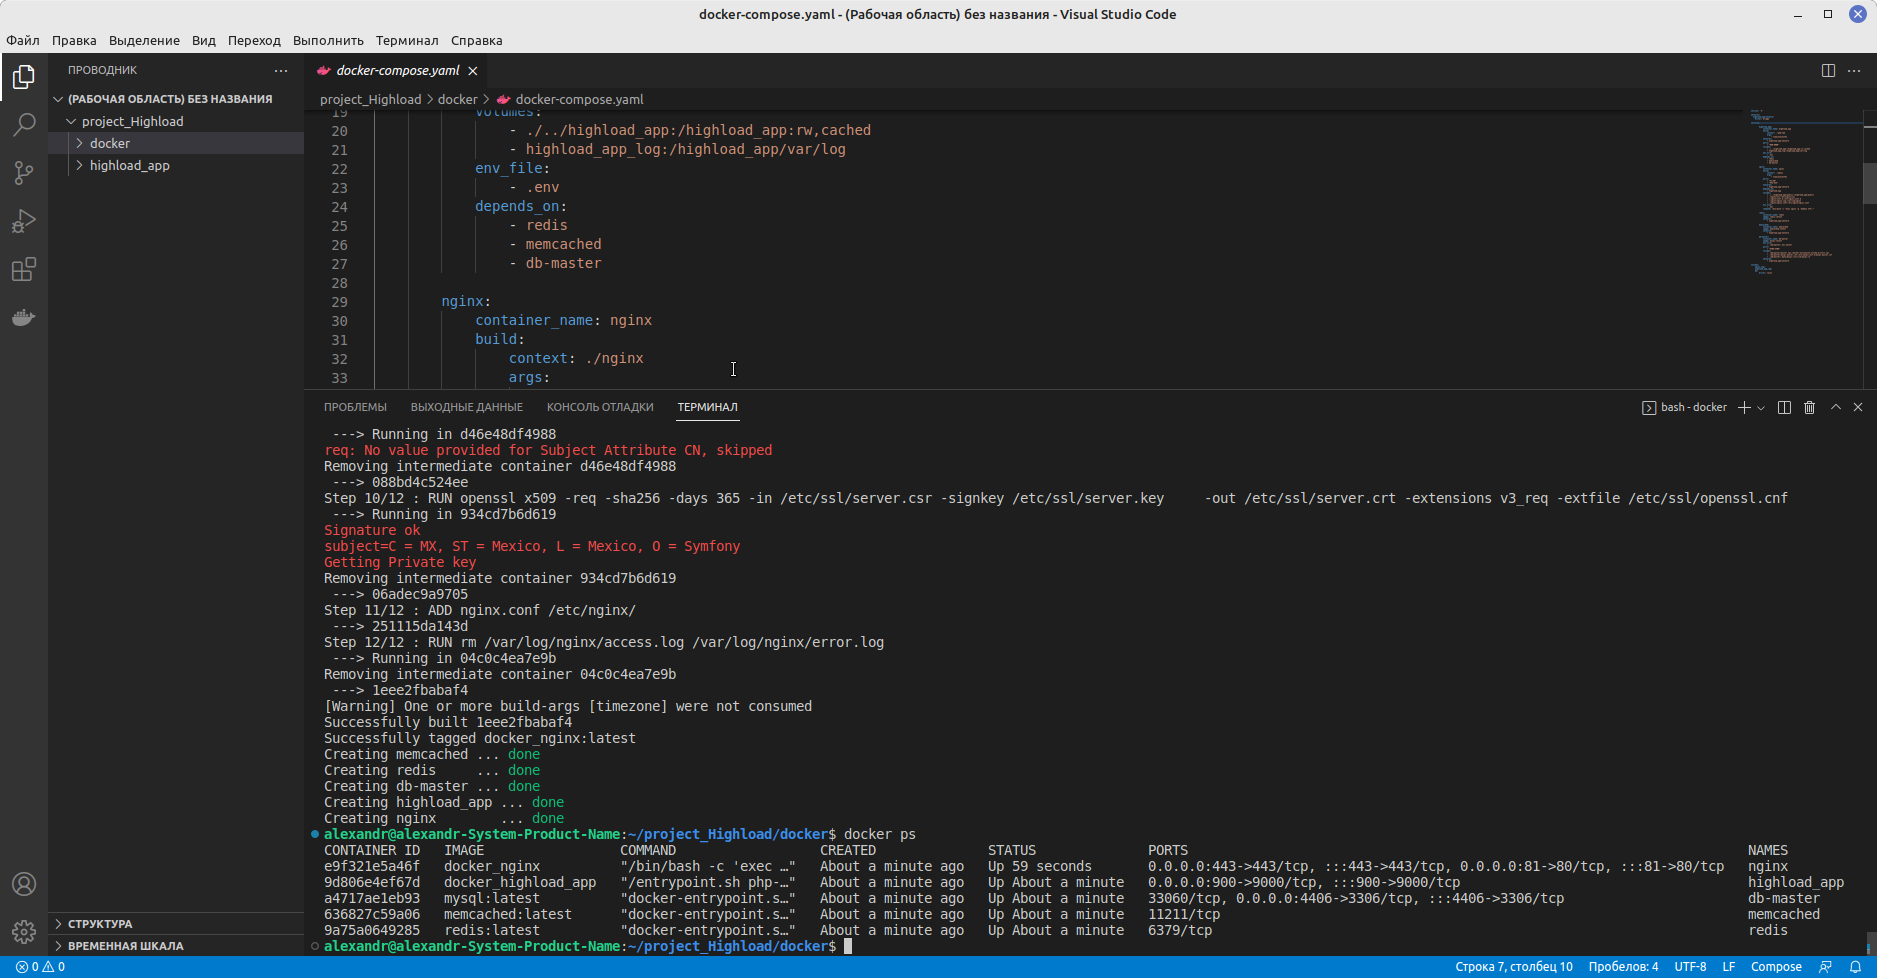 docker-compose.yaml - (Рабочая область) без названия - Visual Studio Code
Файл Правка Выделение Вид Переход Выполнить Терминал Справка
ПРОВОДНИК
(РАБОЧАЯ ОБЛАСТЬ) БЕЗ НАЗВАНИЯ
project_Highload
docker
highload_app
СТРУКТУРА
ВРЕМЕННАЯ ШКАЛА
docker-compose.yaml
project_Highload > docker > docker-compose.yaml
19 volumes:
20 - ./../highload_app:/highload_app:rw,cached
21 - highload_app_log:/highload_app/var/log
22 env_file:
23 - .env
24 depends_on:
25 - redis
26 - memcached
27 - db-master
28
29 nginx:
30 container_name: nginx
31 build:
32 context: ./nginx
33 args:
ПРОБЛЕМЫ ВЫХОДНЫЕ ДАННЫЕ КОНСОЛЬ ОТЛАДКИ ТЕРМИНАЛ bash - docker
---> Running in d46e48df4988
req: No value provided for Subject Attribute CN, skipped
Removing intermediate container d46e48df4988
---> 088bd4c524ee
Step 10/12 : RUN openssl x509 -req -sha256 -days 365 -in /etc/ssl/server.csr -signkey /etc/ssl/server.key     -out /etc/ssl/server.crt -extensions v3_req -extfile /etc/ssl/openssl.cnf
---> Running in 934cd7b6d619
Signature ok
subject=C = MX, ST = Mexico, L = Mexico, O = Symfony
Getting Private key
Removing intermediate container 934cd7b6d619
---> 06adec9a9705
Step 11/12 : ADD nginx.conf /etc/nginx/
---> 251115da143d
Step 12/12 : RUN rm /var/log/nginx/access.log /var/log/nginx/error.log
---> Running in 04c0c4ea7e9b
Removing intermediate container 04c0c4ea7e9b
---> 1eee2fbabaf4
[Warning] One or more build-args [timezone] were not consumed
Successfully built 1eee2fbabaf4
Successfully tagged docker_nginx:latest
Creating memcached ... done
Creating redis     ... done
Creating db-master ... done
Creating highload_app ... done
Creating nginx        ... done
alexandr@alexandr-System-Product-Name:~/project_Highload/docker$ docker ps
CONTAINER ID   IMAGE   COMMAND   CREATED   STATUS   PORTS   NAMES
e9f321e5a46f   docker_nginx   "/bin/bash -c 'exec …"   About a minute ago   Up 59 seconds   0.0.0.0:443->443/tcp, :::443->443/tcp, 0.0.0.0:81->80/tcp, :::81->80/tcp   nginx
9d806e4ef67d   docker_highload_app   "/entrypoint.sh php-…"   About a minute ago   Up About a minute   0.0.0.0:900->9000/tcp, :::900->9000/tcp   highload_app
a4717ae1eb93   mysql:latest   "docker-entrypoint.s…"   About a minute ago   Up About a minute   33060/tcp, 0.0.0.0:4406->3306/tcp, :::4406->3306/tcp   db-master
636827c59a06   memcached:latest   "docker-entrypoint.s…"   About a minute ago   Up About a minute   11211/tcp   memcached
9a75a0649285   redis:latest   "docker-entrypoint.s…"   About a minute ago   Up About a minute   6379/tcp   redis
alexandr@alexandr-System-Product-Name:~/project_Highload/docker$
0 0 Строка 7, столбец 10 Пробелов: 4 UTF-8 LF Compose